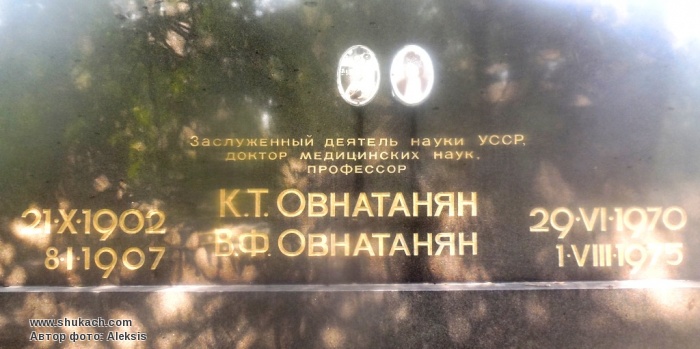 Заслуженный деятель науки УССР,
доктор медицинских наук,
профессор
21·X·1902 К.Т. ОВНАТАНЯН 29·VI·1970
8·I·1907 В.Ф. ОВНАТАНЯН 1·VIII·1975
www.shukach.com
Автор фото: Aleksis